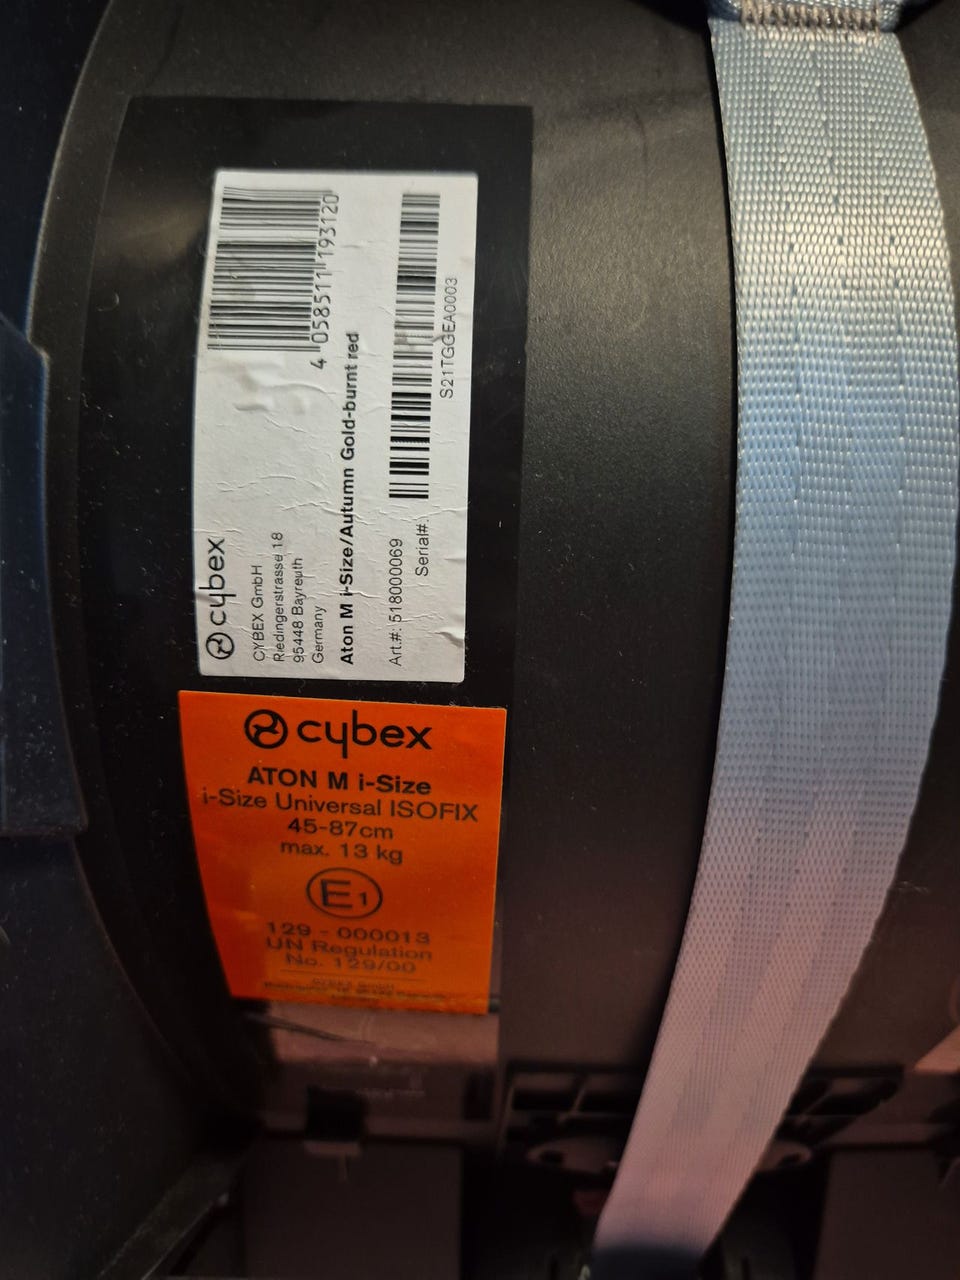 cybex
CYBEX GmbH
Riedingerstrasse 18
95448 Bayreuth
Germany
4 058511 193120
Aton M i-Size/Autumn Gold-burnt red
Art.#: 518000069
Serial#:
S21TGGEA0003
cybex
ATON M i-Size
i-Size Universal ISOFIX
45-87cm
max. 13 kg
E1
129 - 000013
UN Regulation
No. 129/00